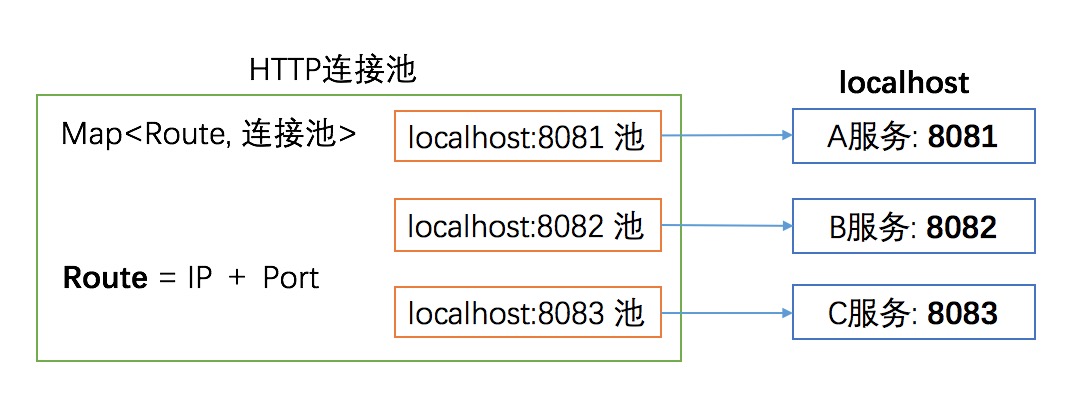 HTTP连接池
localhost
Map<Route, 连接池>
localhost:8081 池
A服务: 8081
localhost:8082 池
B服务: 8082
Route = IP + Port
localhost:8083 池
C服务: 8083